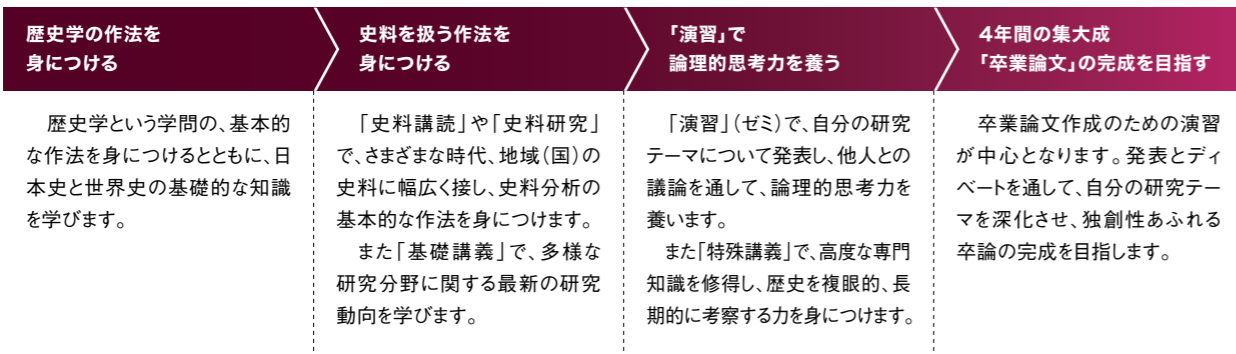 歴史学の作法を
身につける
史料を扱う作法を
身につける
「演習」で
論理的思考力を養う
4年間の集大成
「卒業論文」の完成を目指す
歴史学という学問の、基本的
な作法を身につけるとともに、日
本史と世界史の基礎的な知識
を学びます。
「史料講読」や「史料研究」
で、さまざまな時代、地域（国）の
史料に幅広く接し、史料分析の
基本的な作法を身につけます。
また「基礎講義」で、多様な
研究分野に関する最新の研究
動向を学びます。
「演習」（ゼミ）で、自分の研究
テーマについて発表し、他人との
議論を通して、論理的思考力を
養います。
また「特殊講義」で、高度な専門
知識を修得し、歴史を複眼的、長
期的に考察する力を身につけます。
卒業論文作成のための演習
が中心となります。発表とディ
ベートを通して、自分の研究テー
マを深化させ、独創性あふれる
卒論の完成を目指します。